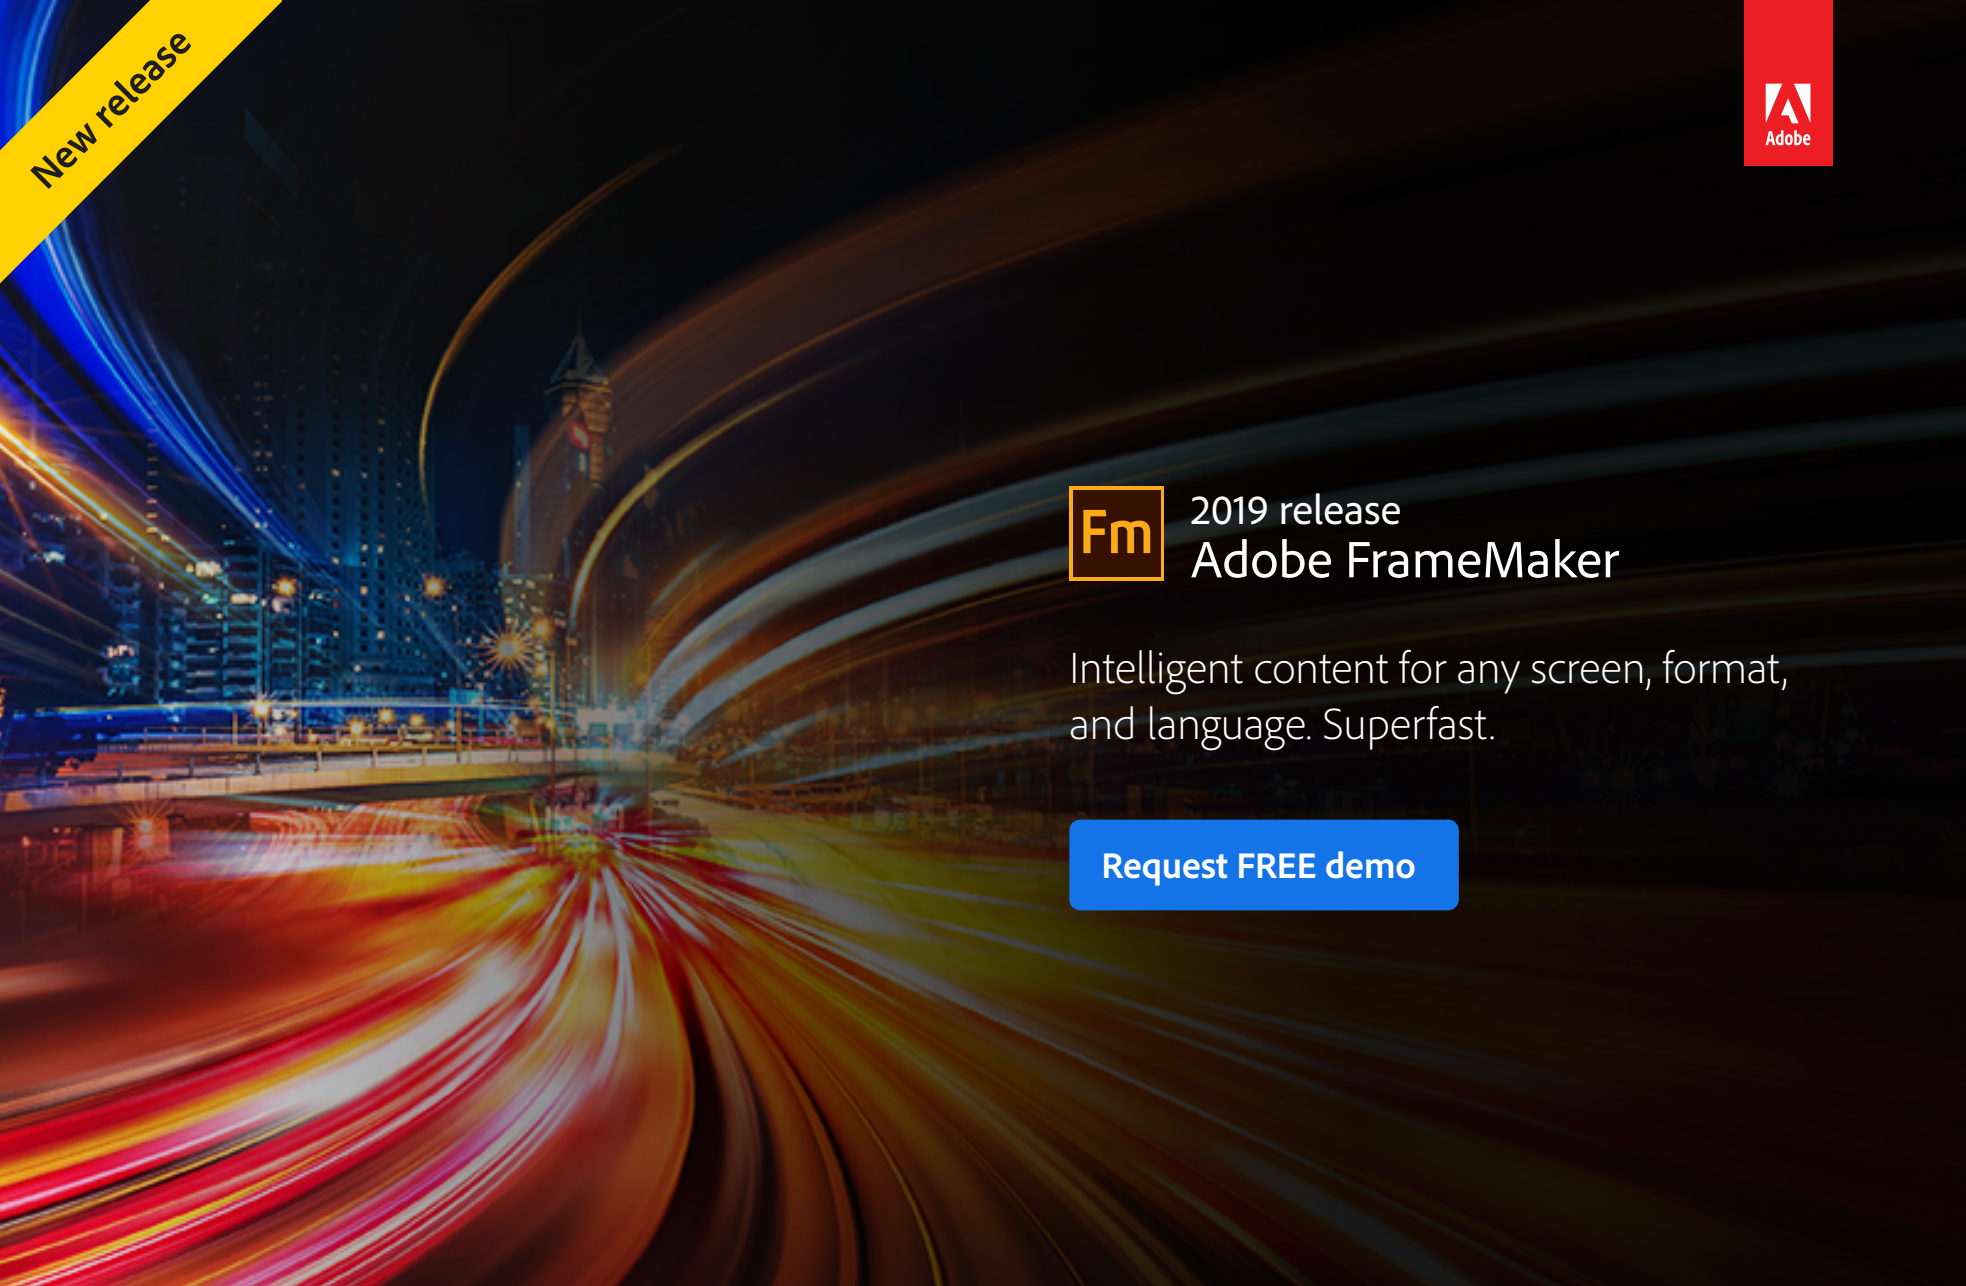 New release
Adobe
Fm
2019 release
Adobe FrameMaker
Intelligent content for any screen, format,
and language. Superfast.
Request FREE demo